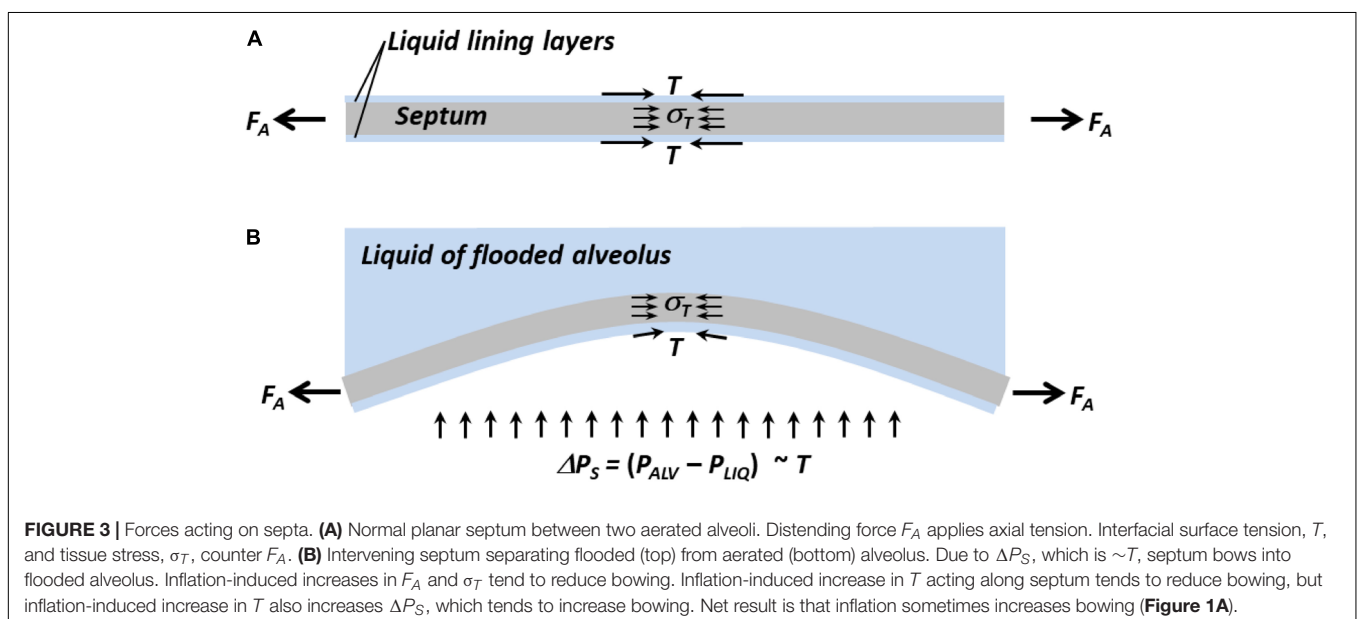 A
Liquid lining layers
T
F_A
Septum
σ_T
F_A
T
B
Liquid of flooded alveolus
σ_T
T
F_A
F_A
ΔP_S = (P_ALV – P_LIQ) ~ T
FIGURE 3 | Forces acting on septa. (A) Normal planar septum between two aerated alveoli. Distending force F_A applies axial tension. Interfacial surface tension, T,
and tissue stress, σ_T, counter F_A. (B) Intervening septum separating flooded (top) from aerated (bottom) alveolus. Due to ΔP_S, which is ∼T, septum bows into
flooded alveolus. Inflation-induced increases in F_A and σ_T tend to reduce bowing. Inflation-induced increase in T acting along septum tends to reduce bowing, but
inflation-induced increase in T also increases ΔP_S, which tends to increase bowing. Net result is that inflation sometimes increases bowing (Figure 1A).